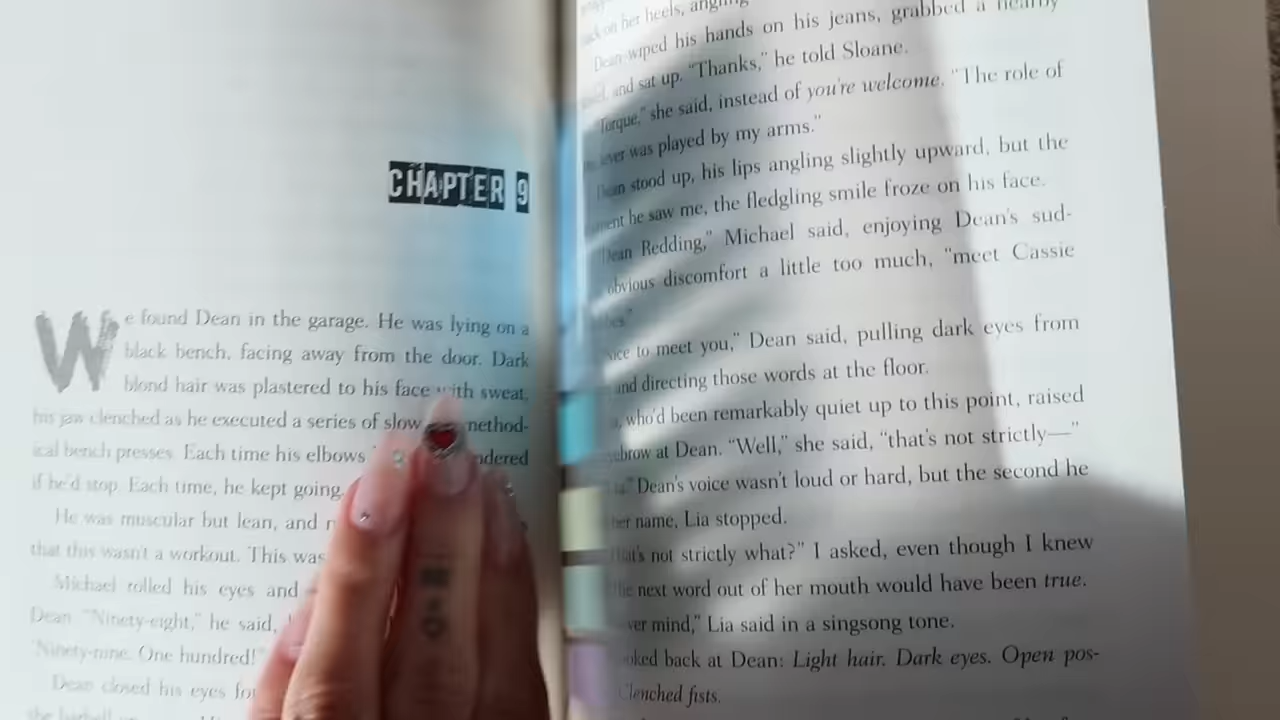 CHAPTER 9
We found Dean in the garage. He was lying on a
black bench, facing away from the door. Dark
blond hair was plastered to his face with sweat,
his jaw clenched as he executed a series of slow method-
ical bench presses. Each time his elbows
if he'd stop. Each time, he kept going.
He was muscular but lean, and
that this wasn't a workout. This was
Michael rolled his eyes and
Dean. "Ninety-eight," he said,
"Ninety-nine. One hundred!"
Dean closed his eyes
on her heels,
Dean wiped his hands on his jeans, grabbed a nearby
and sat up. "Thanks," he told Sloane.
"Torque," she said, instead of you're welcome. "The role of
was played by my arms."
Dean stood up, his lips angling slightly upward, but the
he saw me, the fledgling smile froze on his face.
"Dean Redding," Michael said, enjoying Dean's sud-
obvious discomfort a little too much, "meet Cassie
to meet you," Dean said, pulling dark eyes from
and directing those words at the floor.
who'd been remarkably quiet up to this point, raised
at Dean. "Well," she said, "that's not strictly—"
Dean's voice wasn't loud or hard, but the second he
name, Lia stopped.
not strictly what?" I asked, even though I knew
next word out of her mouth would have been true.
mind," Lia said in a singsong tone.
back at Dean: Light hair. Dark eyes. Open pos-
Clenched fists.